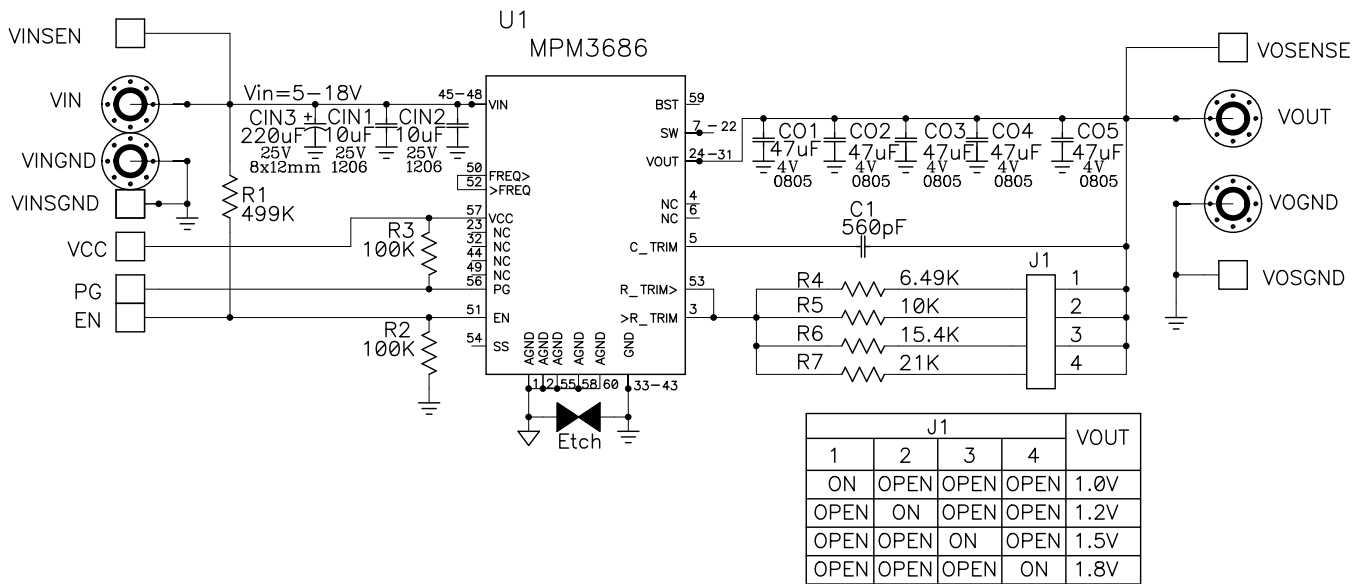 U1
MPM3686
VINSEN
VIN
VINGND
VINSGND
VCC
PG
EN
Vin=5-18V
CIN3
+
220uF
25V
8x12mm
CIN1
10uF
25V
1206
CIN2
10uF
25V
1206
R1
499K
R3
100K
R2
100K
45-48
VIN
50
FREQ>
52
>FREQ
57
VCC
23
NC
32
NC
44
NC
49
NC
56
PG
51
EN
54
SS
AGND
AGND
AGND
AGND
AGND
GND
1
2
55
58
60
33-43
Etch
BST
59
SW
7-22
VOUT
24-31
NC
4
NC
6
C_TRIM
5
R_TRIM>
53
>R_TRIM
3
CO1
47uF
4V
0805
CO2
47uF
4V
0805
CO3
47uF
4V
0805
CO4
47uF
4V
0805
CO5
47uF
4V
0805
C1
560pF
R4
6.49K
R5
10K
R6
15.4K
R7
21K
J1
1
2
3
4
VOSENSE
VOUT
VOGND
VOSGND
J1 VOUT
1 2 3 4
ON OPEN OPEN OPEN 1.0V
OPEN ON OPEN OPEN 1.2V
OPEN OPEN ON OPEN 1.5V
OPEN OPEN OPEN ON 1.8V